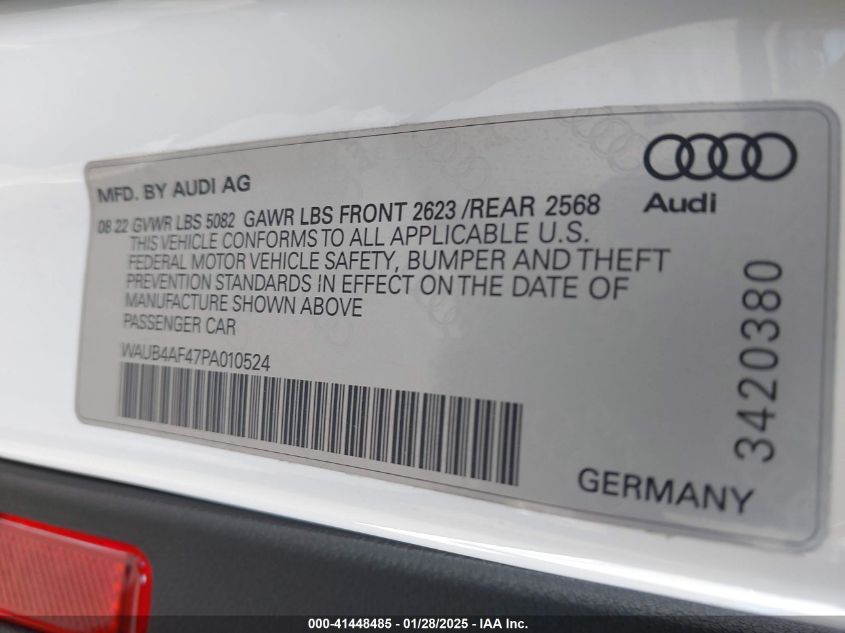 MFD. BY AUDI AG
08 22 GVWR LBS 5082 GAWR LBS FRONT 2623 /REAR 2568
THIS VEHICLE CONFORMS TO ALL APPLICABLE U.S.
FEDERAL MOTOR VEHICLE SAFETY, BUMPER AND THEFT
PREVENTION STANDARDS IN EFFECT ON THE DATE OF
MANUFACTURE SHOWN ABOVE
PASSENGER CAR
WAUB4AF47PA010524
Audi
3420380
GERMANY
000-41448485 - 01/28/2025 - IAA Inc.